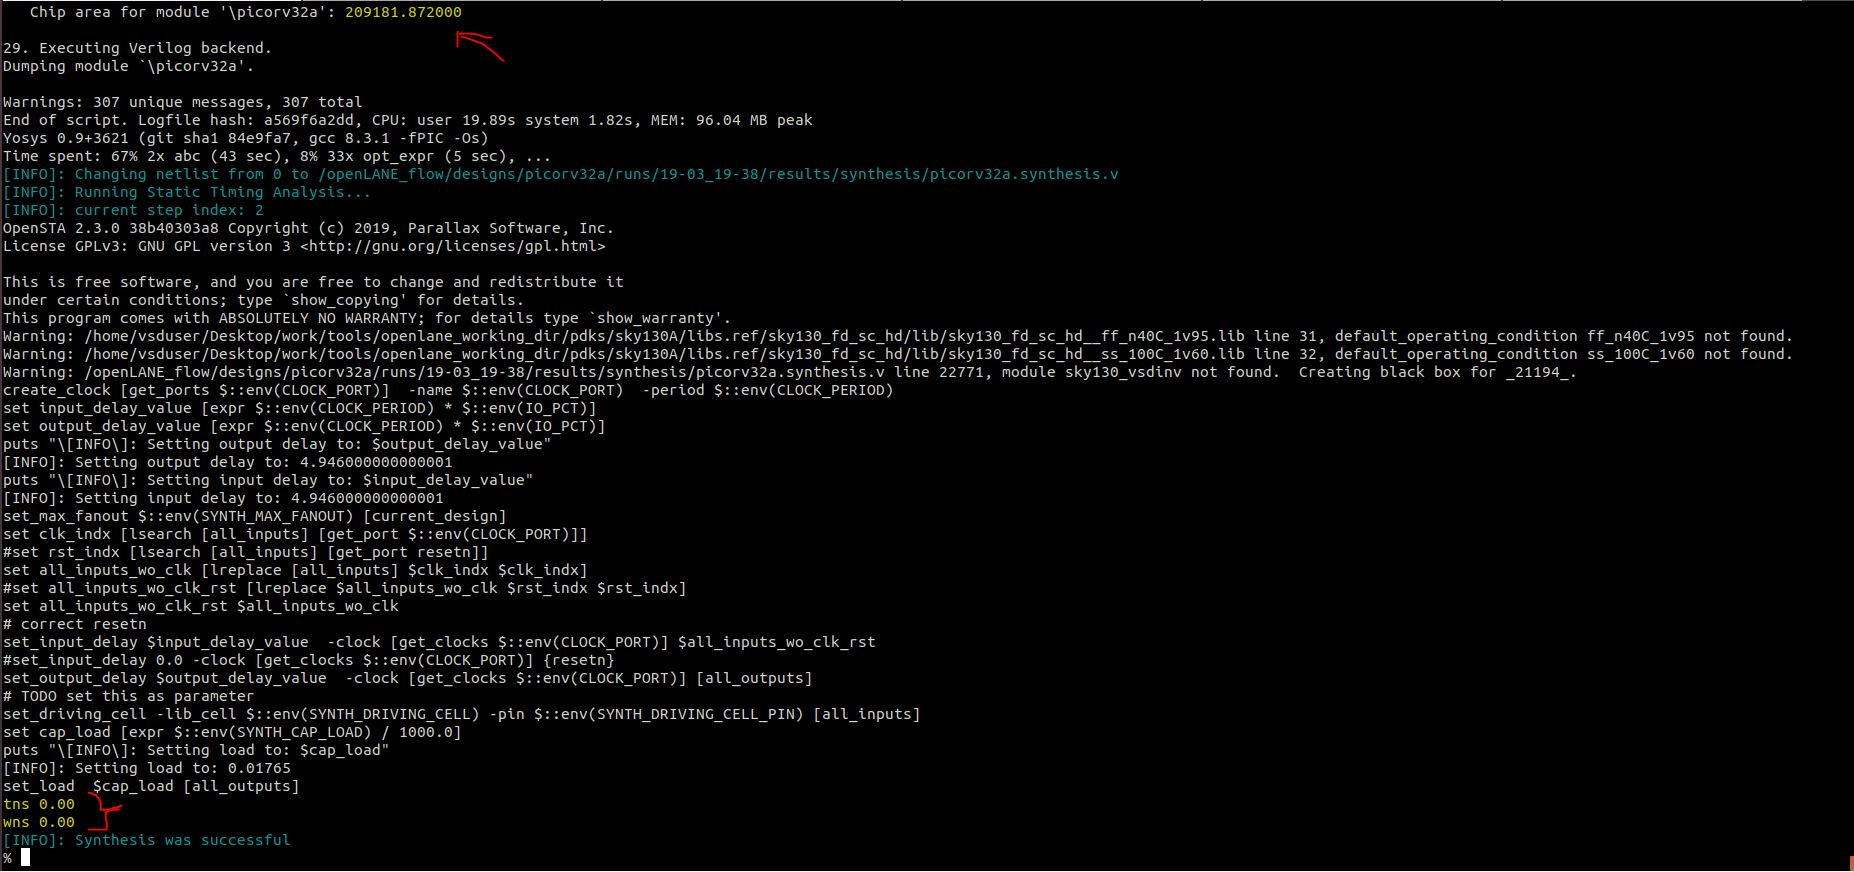 Chip area for module '\picorv32a': 209181.872000
29. Executing Verilog backend.
Dumping module `\picorv32a'.
Warnings: 307 unique messages, 307 total
End of script. Logfile hash: a569f6a2dd, CPU: user 19.89s system 1.82s, MEM: 96.04 MB peak
Yosys 0.9+3621 (git sha1 84e9fa7, gcc 8.3.1 -fPIC -Os)
Time spent: 67% 2x abc (43 sec), 8% 33x opt_expr (5 sec), ...
[INFO]: Changing netlist from 0 to /openLANE_flow/designs/picorv32a/runs/19-03_19-38/results/synthesis/picorv32a.synthesis.v
[INFO]: Running Static Timing Analysis...
[INFO]: current step index: 2
OpenSTA 2.3.0 38b40303a8 Copyright (c) 2019, Parallax Software, Inc.
License GPLv3: GNU GPL version 3 <http://gnu.org/licenses/gpl.html>
This is free software, and you are free to change and redistribute it
under certain conditions; type `show_copying' for details.
This program comes with ABSOLUTELY NO WARRANTY; for details type `show_warranty'.
Warning: /home/vsduser/Desktop/work/tools/openlane_working_dir/pdks/sky130A/libs.ref/sky130_fd_sc_hd/lib/sky130_fd_sc_hd__ff_n40C_1v95.lib line 31, default_operating_condition ff_n40C_1v95 not found.
Warning: /home/vsduser/Desktop/work/tools/openlane_working_dir/pdks/sky130A/libs.ref/sky130_fd_sc_hd/lib/sky130_fd_sc_hd__ss_100C_1v60.lib line 32, default_operating_condition ss_100C_1v60 not found.
Warning: /openLANE_flow/designs/picorv32a/runs/19-03_19-38/results/synthesis/picorv32a.synthesis.v line 22771, module sky130_vsdinv not found.  Creating black box for _21194_.
create_clock [get_ports $::env(CLOCK_PORT)]  -name $::env(CLOCK_PORT)  -period $::env(CLOCK_PERIOD)
set input_delay_value [expr $::env(CLOCK_PERIOD) * $::env(IO_PCT)]
set output_delay_value [expr $::env(CLOCK_PERIOD) * $::env(IO_PCT)]
puts "\[INFO\]: Setting output delay to: $output_delay_value"
[INFO]: Setting output delay to: 4.946000000000001
puts "\[INFO\]: Setting input delay to: $input_delay_value"
[INFO]: Setting input delay to: 4.946000000000001
set_max_fanout $::env(SYNTH_MAX_FANOUT) [current_design]
set clk_indx [lsearch [all_inputs] [get_port $::env(CLOCK_PORT)]]
#set rst_indx [lsearch [all_inputs] [get_port resetn]]
set all_inputs_wo_clk [lreplace [all_inputs] $clk_indx $clk_indx]
#set all_inputs_wo_clk_rst [lreplace $all_inputs_wo_clk $rst_indx $rst_indx]
set all_inputs_wo_clk_rst $all_inputs_wo_clk
# correct resetn
set_input_delay $input_delay_value  -clock [get_clocks $::env(CLOCK_PORT)] $all_inputs_wo_clk_rst
#set_input_delay 0.0 -clock [get_clocks $::env(CLOCK_PORT)] {resetn}
set_output_delay $output_delay_value  -clock [get_clocks $::env(CLOCK_PORT)] [all_outputs]
# TODO set this as parameter
set_driving_cell -lib_cell $::env(SYNTH_DRIVING_CELL) -pin $::env(SYNTH_DRIVING_CELL_PIN) [all_inputs]
set cap_load [expr $::env(SYNTH_CAP_LOAD) / 1000.0]
puts "\[INFO\]: Setting load to: $cap_load"
[INFO]: Setting load to: 0.01765
set_load  $cap_load [all_outputs]
tns 0.00
wns 0.00
[INFO]: Synthesis was successful
%